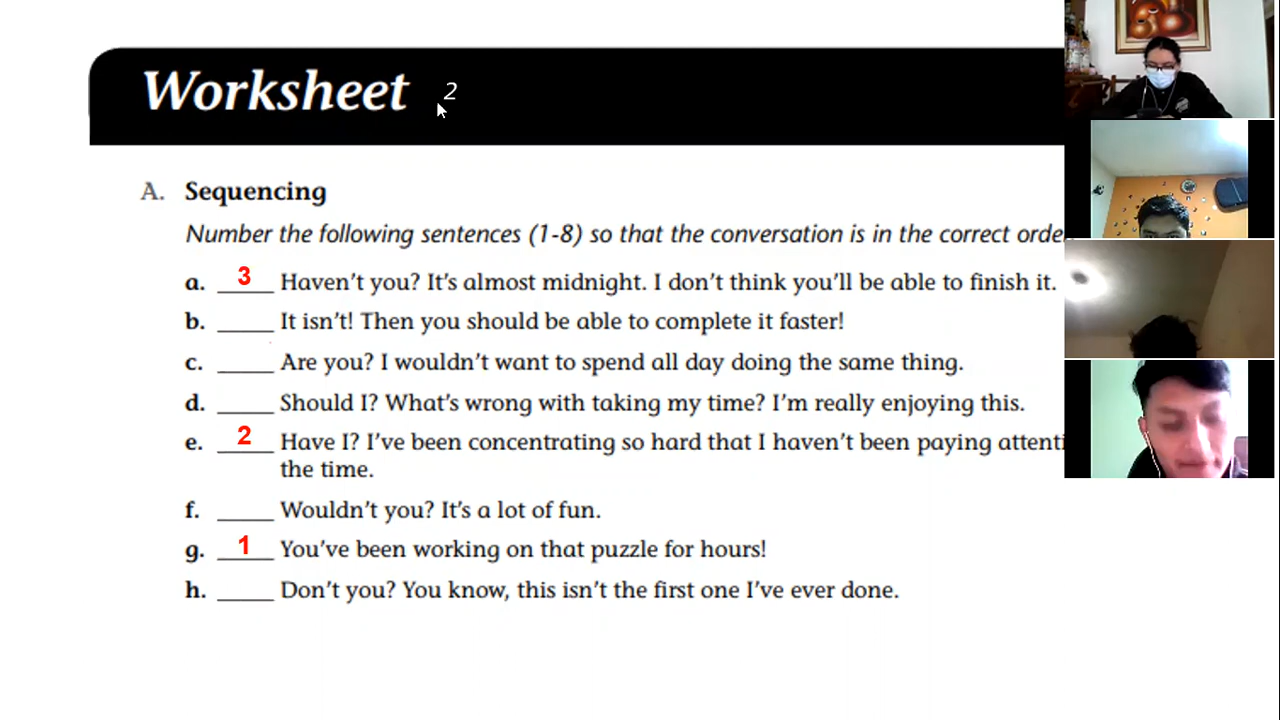 Worksheet 2
A. Sequencing
Number the following sentences (1-8) so that the conversation is in the correct orde
a. 3 Haven't you? It's almost midnight. I don't think you'll be able to finish it.
b. ____ It isn't! Then you should be able to complete it faster!
c. ____ Are you? I wouldn't want to spend all day doing the same thing.
d. ____ Should I? What's wrong with taking my time? I'm really enjoying this.
e. 2 Have I? I've been concentrating so hard that I haven't been paying attenti
the time.
f. ____ Wouldn't you? It's a lot of fun.
g. 1 You've been working on that puzzle for hours!
h. ____ Don't you? You know, this isn't the first one I've ever done.